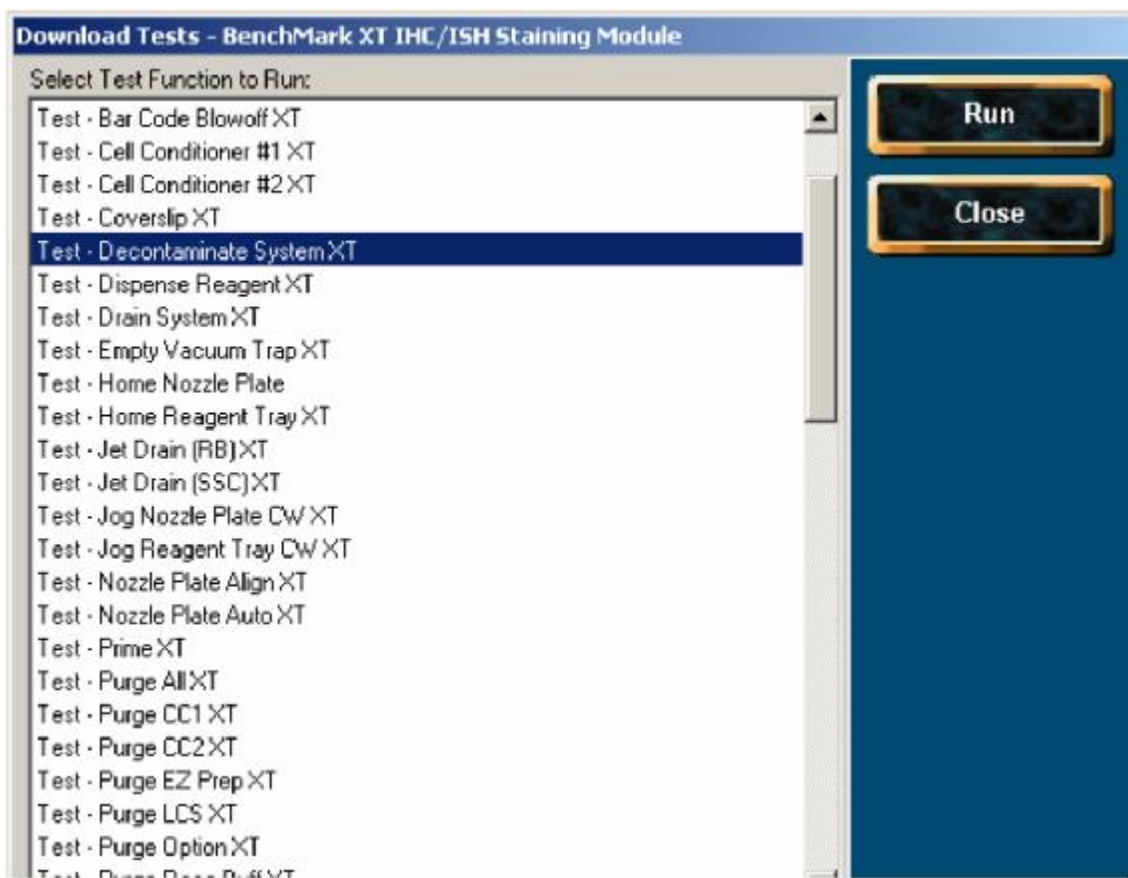 Download Tests - BenchMark XT IHC/ISH Staining Module
Select Test Function to Run:
Test - Bar Code Blowoff XT
Test - Cell Conditioner #1 XT
Test - Cell Conditioner #2 XT
Test - Coverslip XT
Test - Decontaminate System XT
Test - Dispense Reagent XT
Test - Drain System XT
Test - Empty Vacuum Trap XT
Test - Home Nozzle Plate
Test - Home Reagent Tray XT
Test - Jet Drain (RB) XT
Test - Jet Drain (SSC) XT
Test - Jog Nozzle Plate CW XT
Test - Jog Reagent Tray CW XT
Test - Nozzle Plate Align XT
Test - Nozzle Plate Auto XT
Test - Prime XT
Test - Purge All XT
Test - Purge CC1 XT
Test - Purge CC2 XT
Test - Purge EZ Prep XT
Test - Purge LCS XT
Test - Purge Option XT
Run
Close